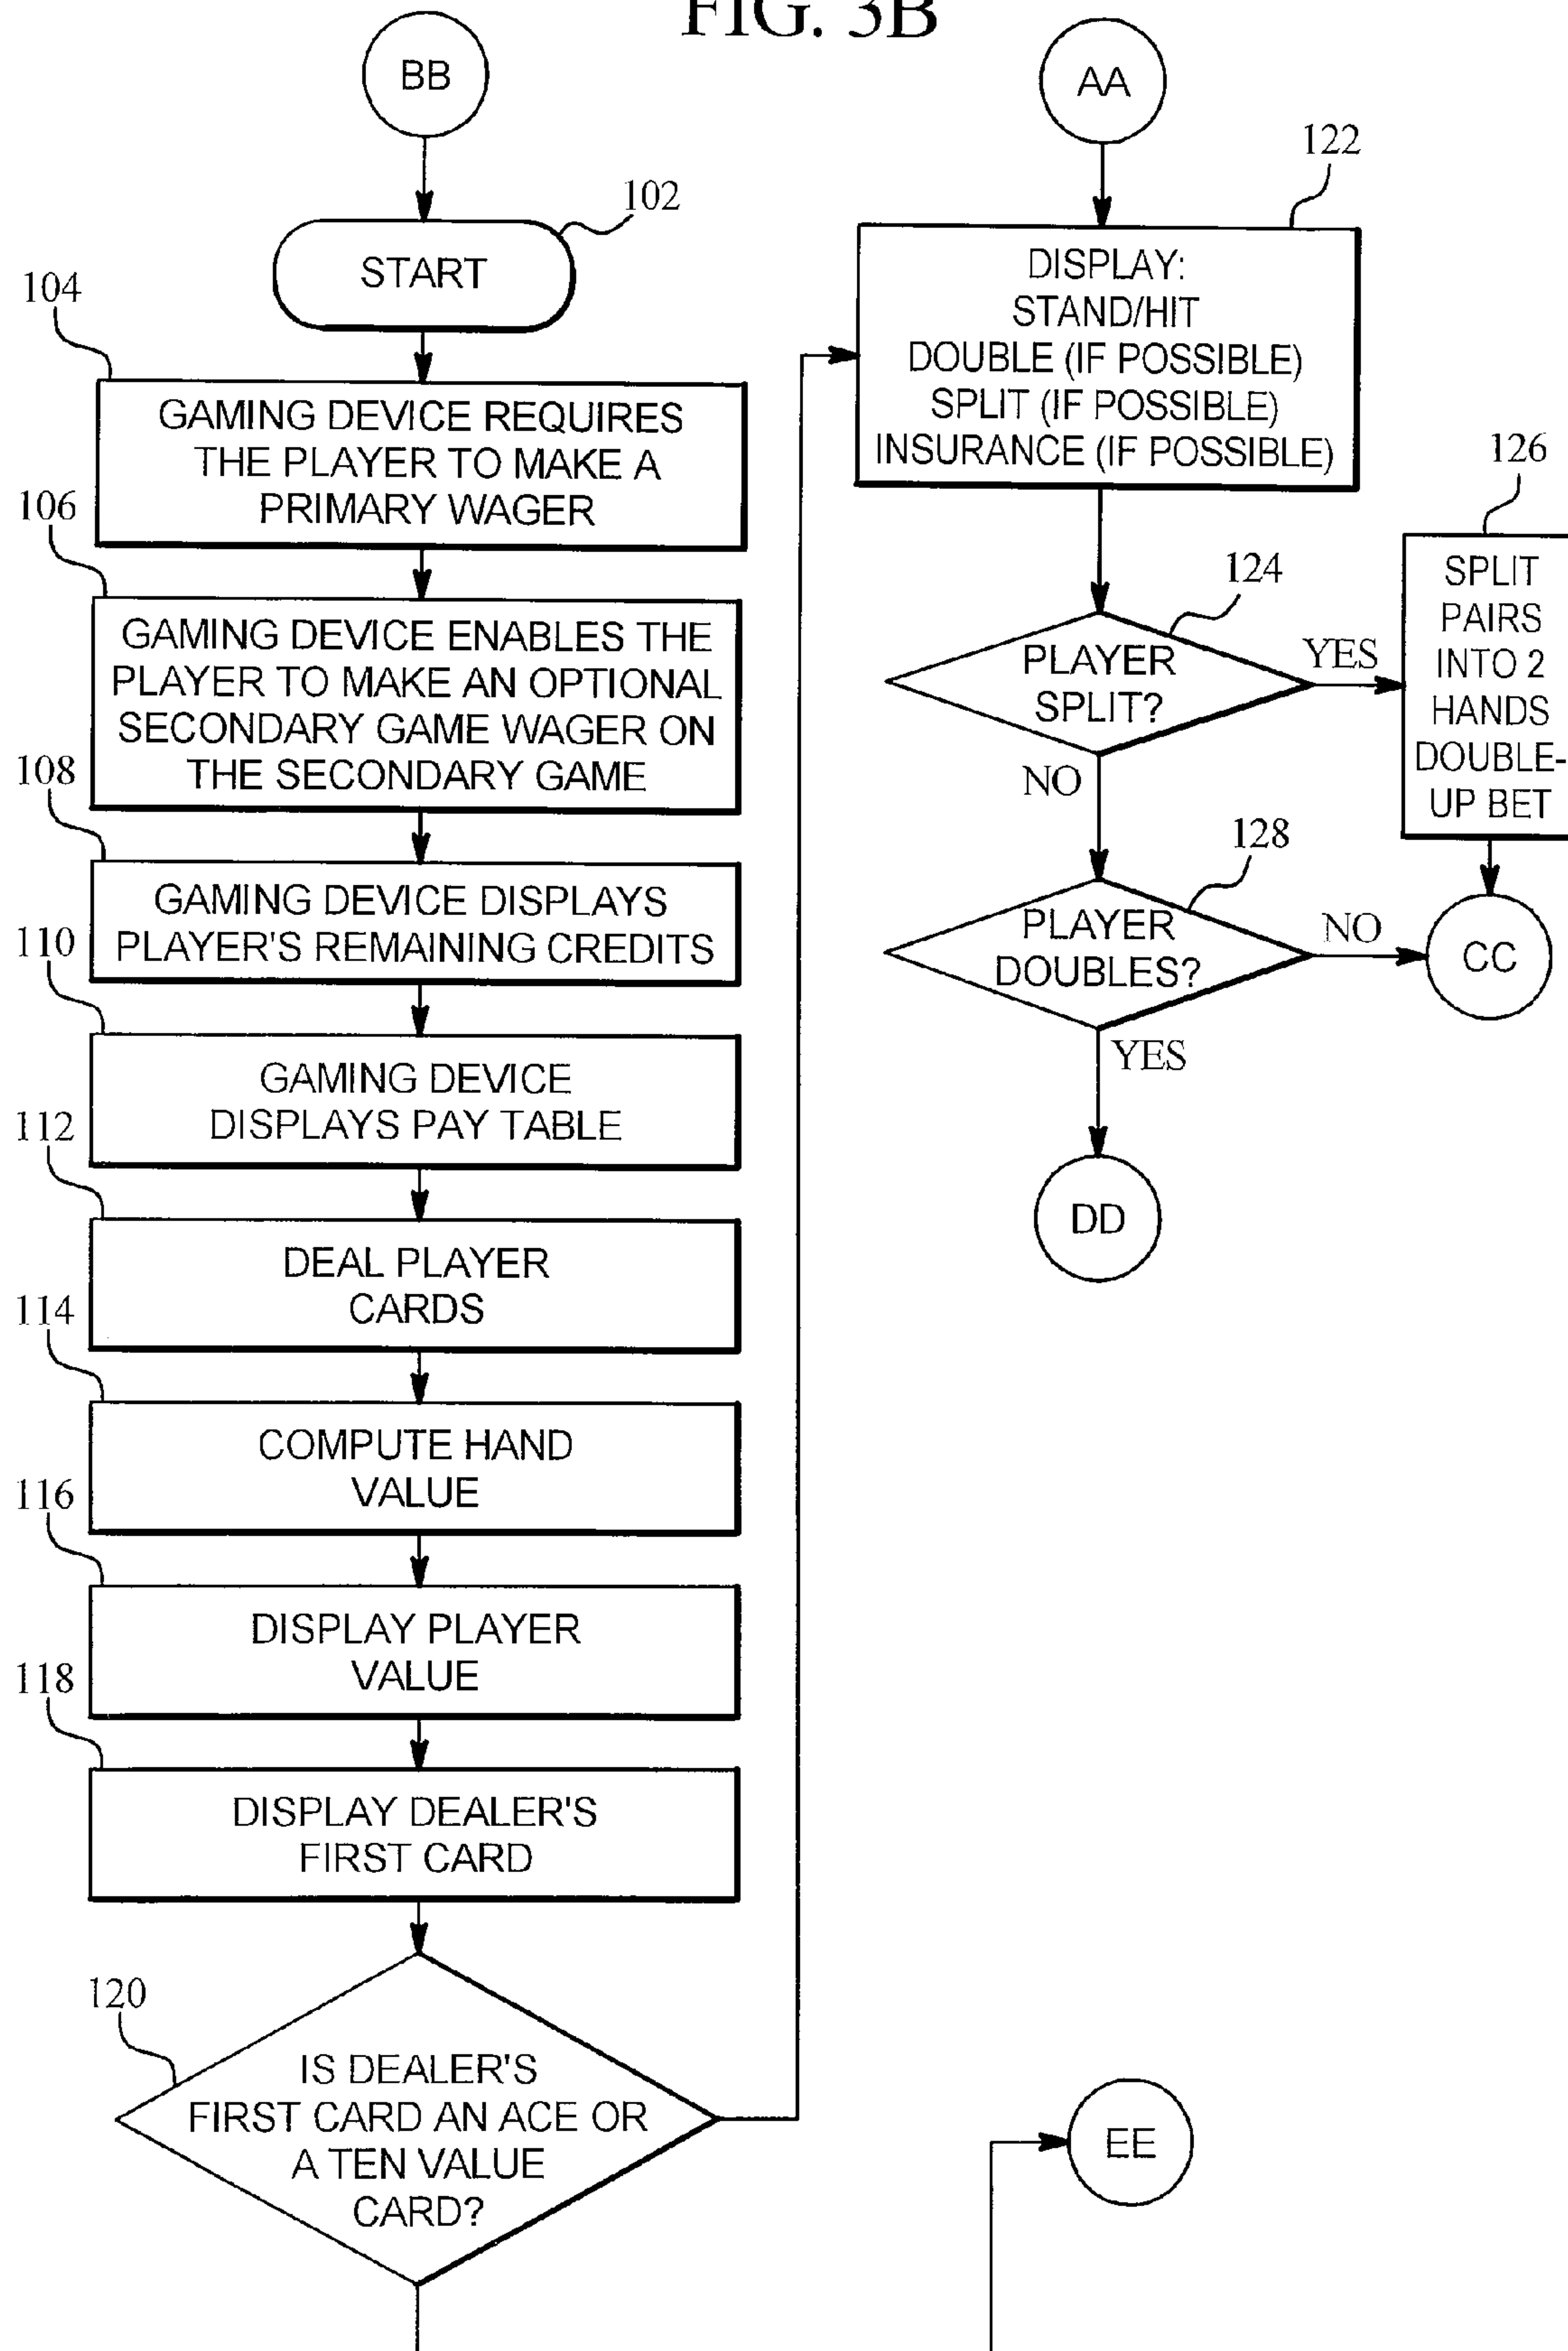 FIG. 3B
BB
102
START
104
GAMING DEVICE REQUIRES
THE PLAYER TO MAKE A
PRIMARY WAGER
106
GAMING DEVICE ENABLES THE
PLAYER TO MAKE AN OPTIONAL
SECONDARY GAME WAGER ON
THE SECONDARY GAME
108
GAMING DEVICE DISPLAYS
PLAYER'S REMAINING CREDITS
110
GAMING DEVICE
DISPLAYS PAY TABLE
112
DEAL PLAYER
CARDS
114
COMPUTE HAND
VALUE
116
DISPLAY PLAYER
VALUE
118
DISPLAY DEALER'S
FIRST CARD
120
IS DEALER'S
FIRST CARD AN ACE OR
A TEN VALUE
CARD?
AA
122
DISPLAY:
STAND/HIT
DOUBLE (IF POSSIBLE)
SPLIT (IF POSSIBLE)
INSURANCE (IF POSSIBLE)
124
PLAYER
SPLIT?
YES
NO
126
SPLIT
PAIRS
INTO 2
HANDS
DOUBLE-
UP BET
128
PLAYER
DOUBLES?
NO
CC
YES
DD
EE